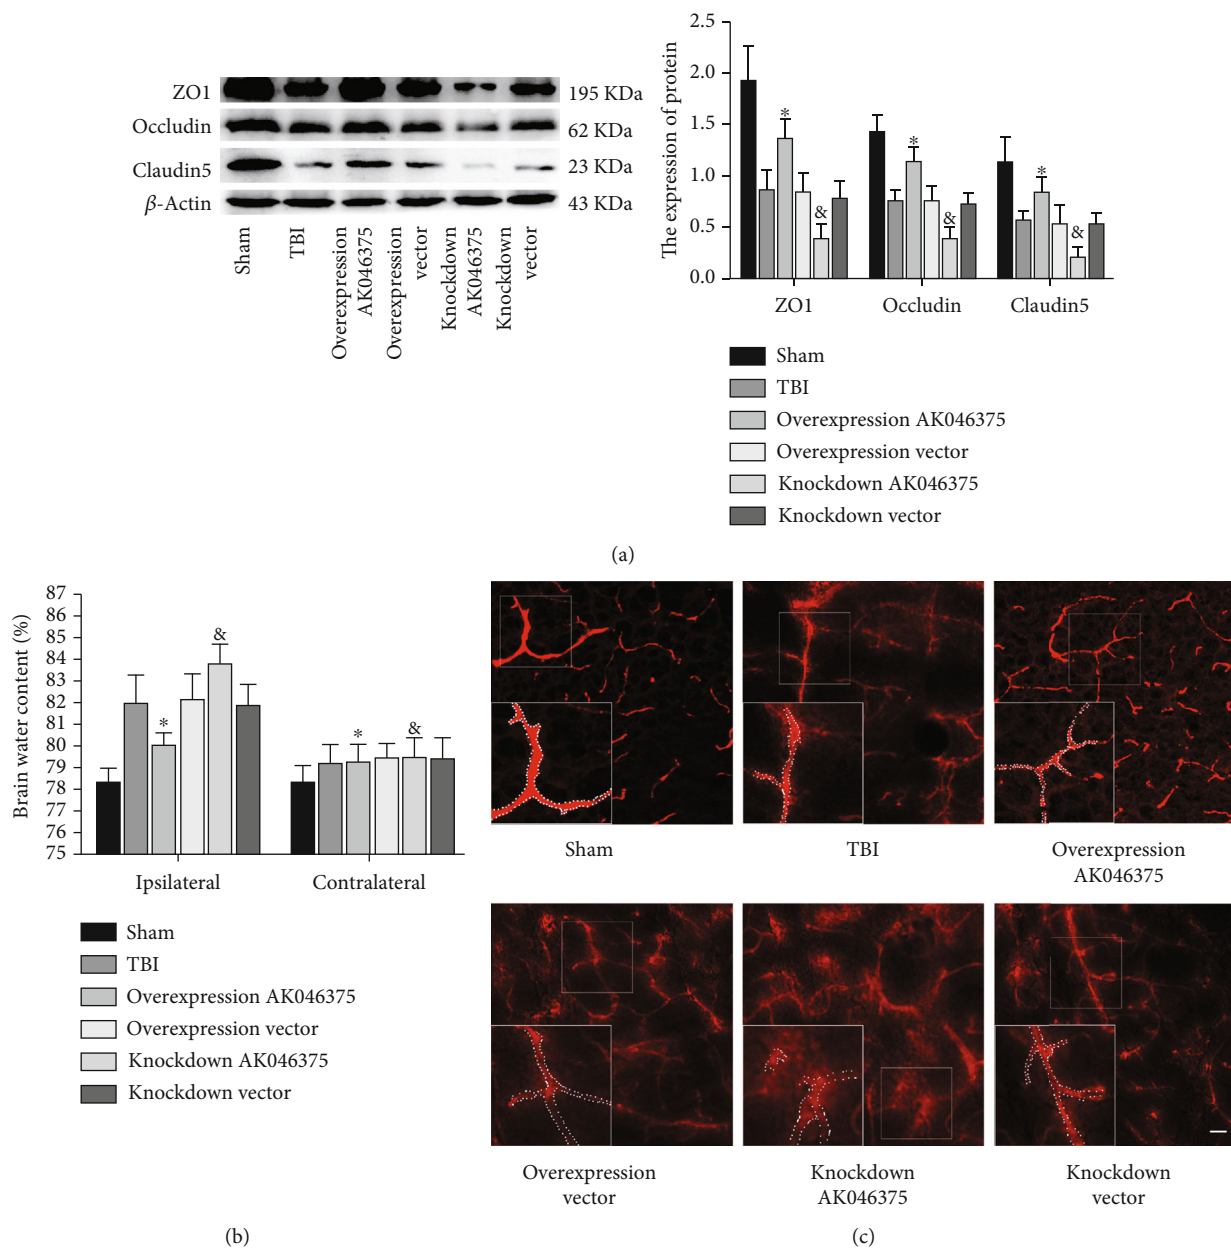 ZO1
195 KDa
Occludin
62 KDa
Claudin5
23 KDa
β-Actin
43 KDa
Sham
TBI
Overexpression
AK046375
Overexpression
vector
Knockdown
AK046375
Knockdown
vector
The expression of protein
2.5
2.0
1.5
1.0
0.5
0.0
*
&
*
&
*
&
ZO1
Occludin
Claudin5
Sham
TBI
Overexpression AK046375
Overexpression vector
Knockdown AK046375
Knockdown vector
(a)
Brain water content (%)
87
86
85
84
83
82
81
80
79
78
77
76
75
*
&
*
&
Ipsilateral
Contralateral
Sham
TBI
Overexpression AK046375
Overexpression vector
Knockdown AK046375
Knockdown vector
(b)
Sham
TBI
Overexpression
AK046375
Overexpression
vector
Knockdown
AK046375
Knockdown
vector
(c)